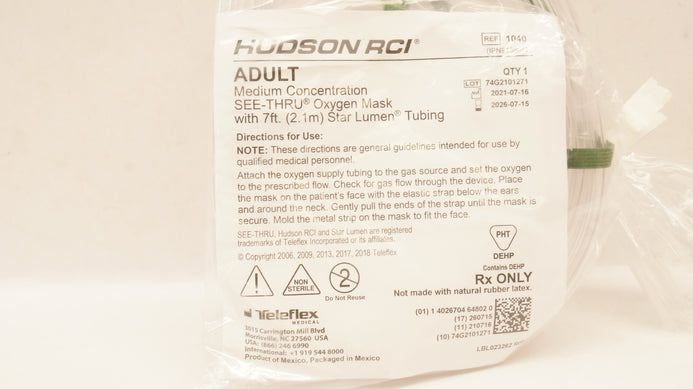 HUDSON RCI®
REF 1040
ADULT
QTY 1
Medium Concentration
LOT 74G2101271
SEE-THRU® Oxygen Mask
2021-07-16
with 7ft. (2.1m) Star Lumen® Tubing
2026-07-15
Directions for Use:
NOTE: These directions are general guidelines intended for use by
qualified medical personnel.
Attach the oxygen supply tubing to the gas source and set the oxygen
to the prescribed flow. Check for gas flow through the device. Place
the mask on the patient's face with the elastic strap below the ears
and around the neck. Gently pull the ends of the strap until the mask is
secure. Mold the metal strip on the mask to fit the face.
SEE-THRU, Hudson RCI and Star Lumen are registered
trademarks of Teleflex Incorporated or its affiliates.
© Copyright 2006, 2009, 2013, 2017, 2018 Teleflex
PHT
DEHP
Contains DEHP
Rx ONLY
NON
STERILE
2
Do Not Reuse
Not made with natural rubber latex.
Teleflex
MEDICAL
3015 Carrington Mill Blvd
Morrisville, NC 27560 USA
USA: (866) 246 6990
International: +1 919 544 8000
Product of Mexico, Packaged in Mexico
(01) 1 4026704 64802 0
(17) 260715
(11) 210716
(10) 74G2101271